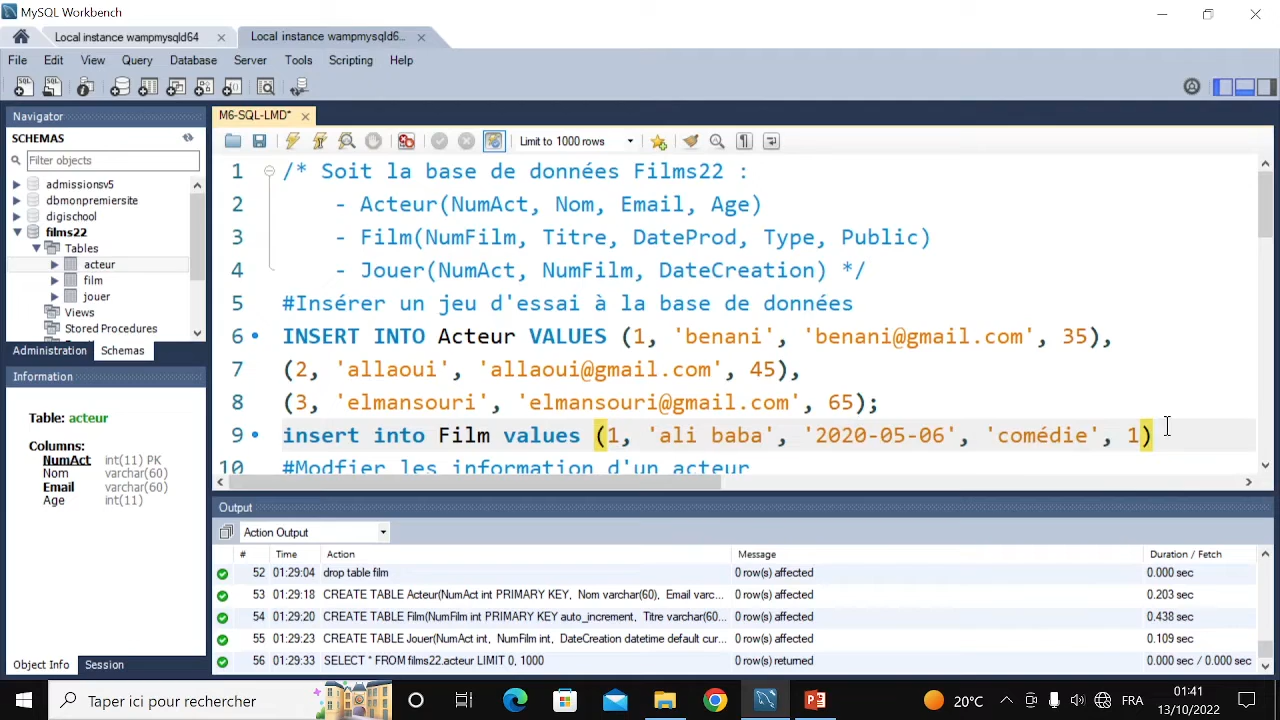 MySQL Workbench
Local instance wampmysqld64
Local instance wampmysqld6...
File Edit View Query Database Server Tools Scripting Help
Navigator
SCHEMAS
Filter objects
admissionsv5
dbmonpremiersite
digischool
films22
Tables
acteur
film
jouer
Views
Stored Procedures
Administration Schemas
Information
Table: acteur
Columns:
NumAct int(11) PK
Nom varchar(60)
Email varchar(60)
Age int(11)
Object Info Session
M6-SQL-LMD*
Limit to 1000 rows
1 /* Soit la base de données Films22 :
2 - Acteur(NumAct, Nom, Email, Age)
3 - Film(NumFilm, Titre, DateProd, Type, Public)
4 - Jouer(NumAct, NumFilm, DateCreation) */
5 #Insérer un jeu d'essai à la base de données
6 INSERT INTO Acteur VALUES (1, 'benani', 'benani@gmail.com', 35),
7 (2, 'allaoui', 'allaoui@gmail.com', 45),
8 (3, 'elmansouri', 'elmansouri@gmail.com', 65);
9 insert into Film values (1, 'ali baba', '2020-05-06', 'comédie', 1)
10 #Modfier les information d'un acteur
Output
Action Output
# Time Action Message Duration / Fetch
52 01:29:04 drop table film 0 row(s) affected 0.000 sec
53 01:29:18 CREATE TABLE Acteur(NumAct int PRIMARY KEY, Nom varchar(60), Email varc... 0 row(s) affected 0.203 sec
54 01:29:20 CREATE TABLE Film(NumFilm int PRIMARY KEY auto_increment, Titre varchar(60... 0 row(s) affected 0.438 sec
55 01:29:23 CREATE TABLE Jouer(NumAct int, NumFilm int, DateCreation datetime default cur... 0 row(s) affected 0.109 sec
56 01:29:33 SELECT * FROM films22.acteur LIMIT 0, 1000 0 row(s) returned 0.000 sec / 0.000 sec
Taper ici pour rechercher
20°C
FRA
01:41
13/10/2022